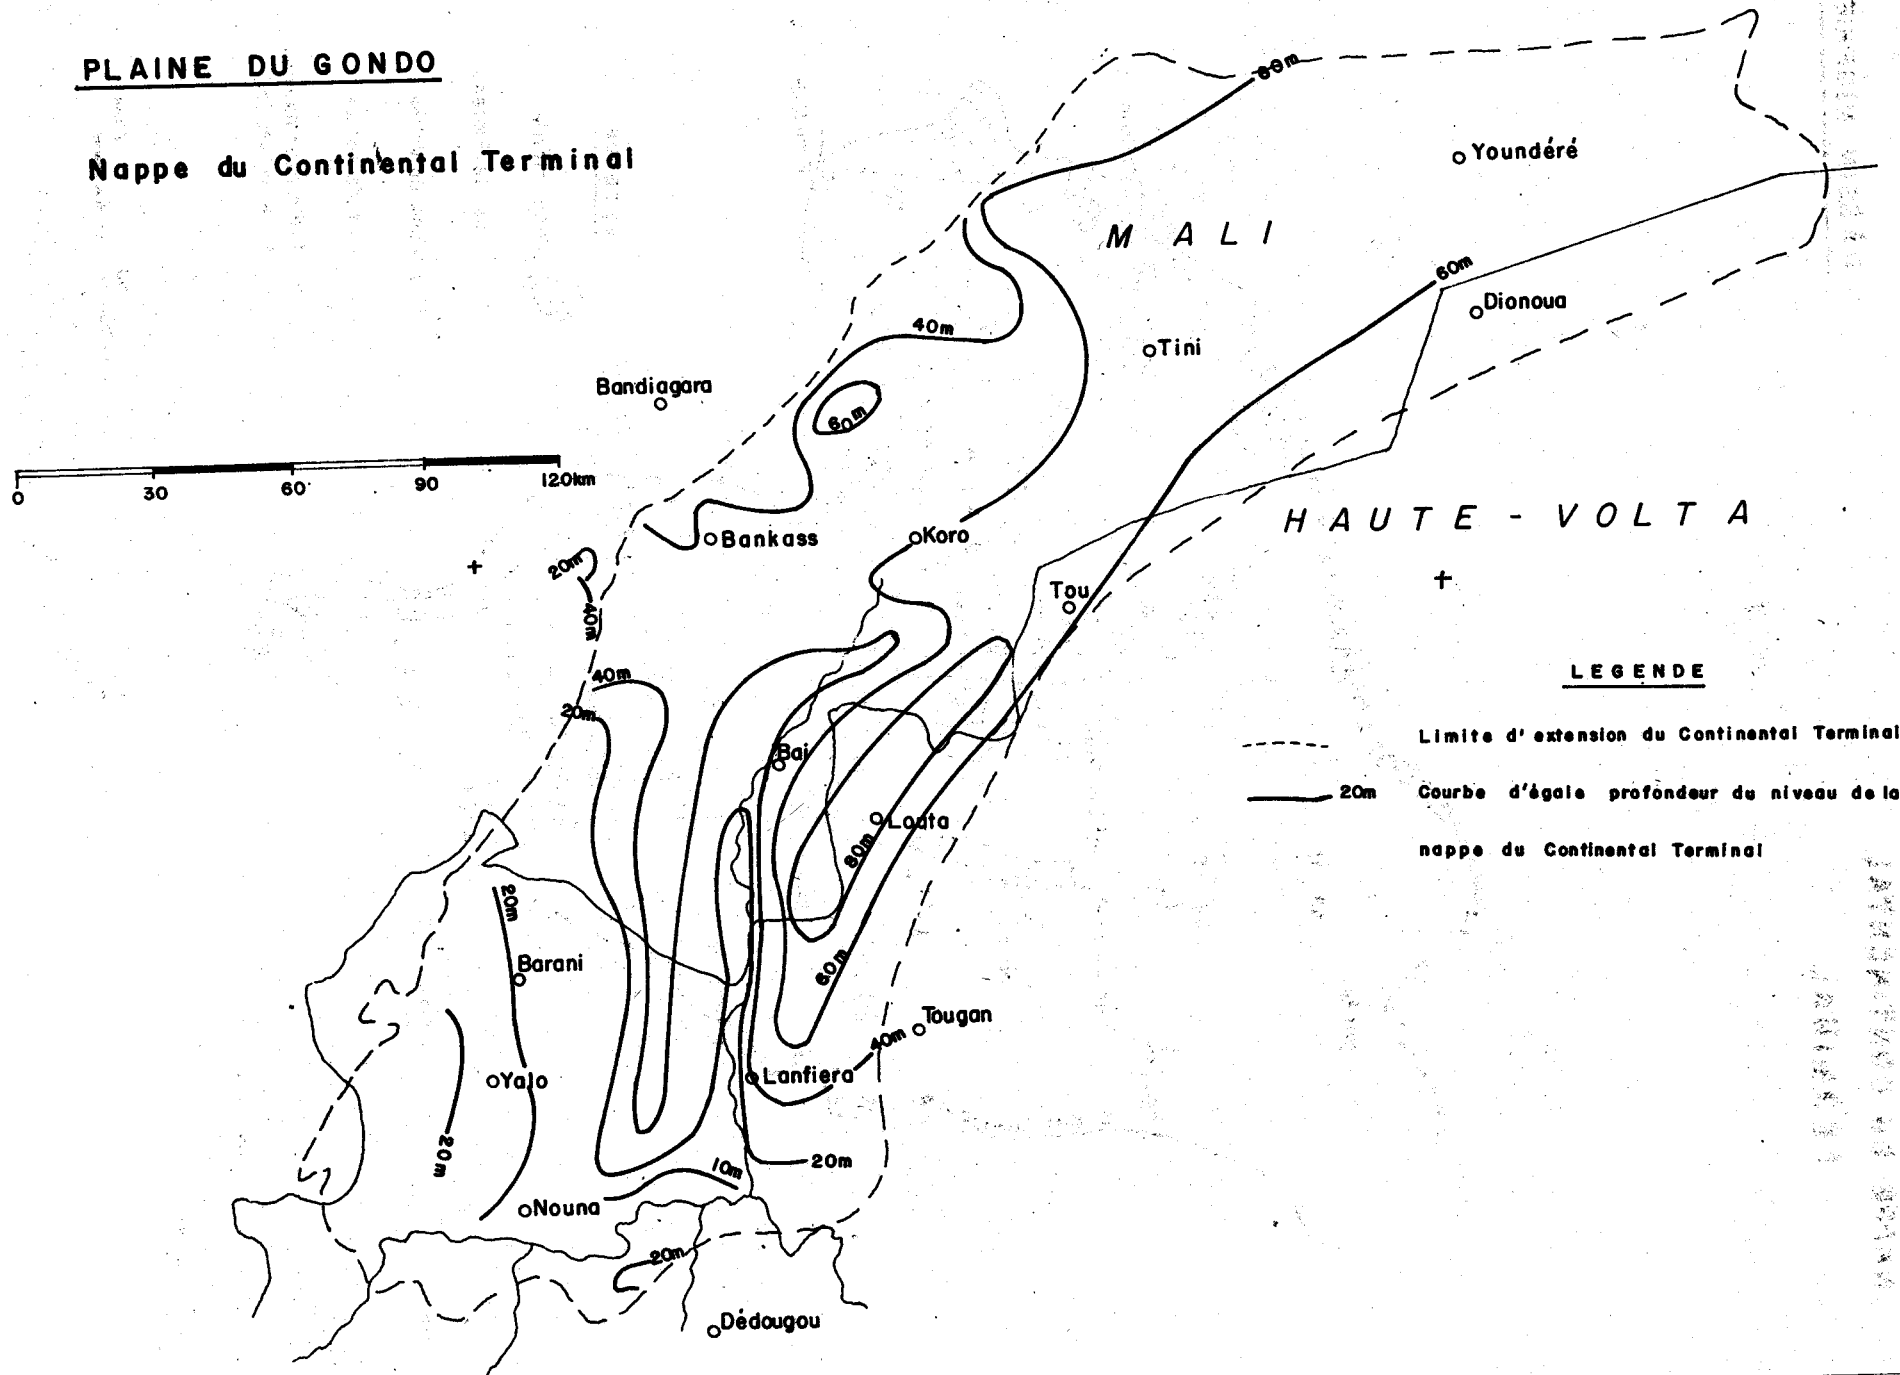 PLAINE DU GONDO
Nappe du Continental Terminal
60m
Youndéré
MALI
60m
Dionoua
40m
Tini
Bandiagara
60m
0 30 60 90 120km
HAUTE-VOLTA
Bankass
Koro
20m
40m
Tou
LEGENDE
40m
20m
Limite d'extension du Continental Terminal
Bai
20m Courbe d'égale profondeur du niveau de la
nappe du Continental Terminal
Louta
80m
20m
Barani
60m
Tougan
40m
Lanfiera
Yalo
20m
10m
20m
Nouna
20m
Dédougou